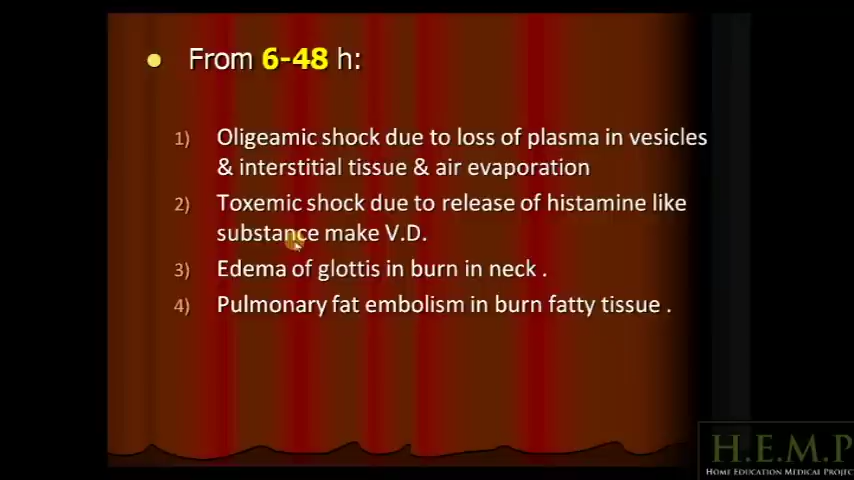 From 6-48 h:
1) Oligeamic shock due to loss of plasma in vesicles
& interstitial tissue & air evaporation
2) Toxemic shock due to release of histamine like
substance make V.D.
3) Edema of glottis in burn in neck .
4) Pulmonary fat embolism in burn fatty tissue .
H.E.M.P
HOME EDUCATION MEDICAL PROJEC